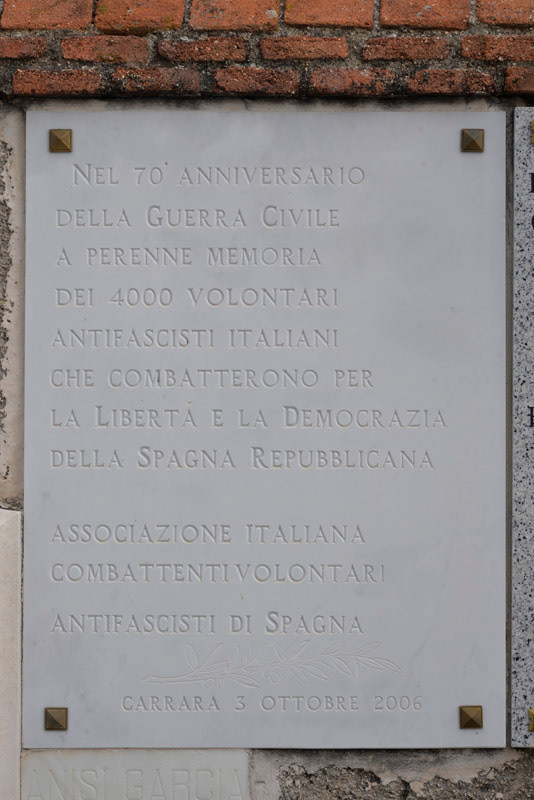 NEL 70° ANNIVERSARIO
DELLA GUERRA CIVILE
A PERENNE MEMORIA
DEI 4000 VOLONTARI
ANTIFASCISTI ITALIANI
CHE COMBATTERONO PER
LA LIBERTÀ E LA DEMOCRAZIA
DELLA SPAGNA REPUBBLICANA
ASSOCIAZIONE ITALIANA
COMBATTENTI VOLONTARI
ANTIFASCISTI DI SPAGNA
CARRARA 3 OTTOBRE 2006
GARCIA